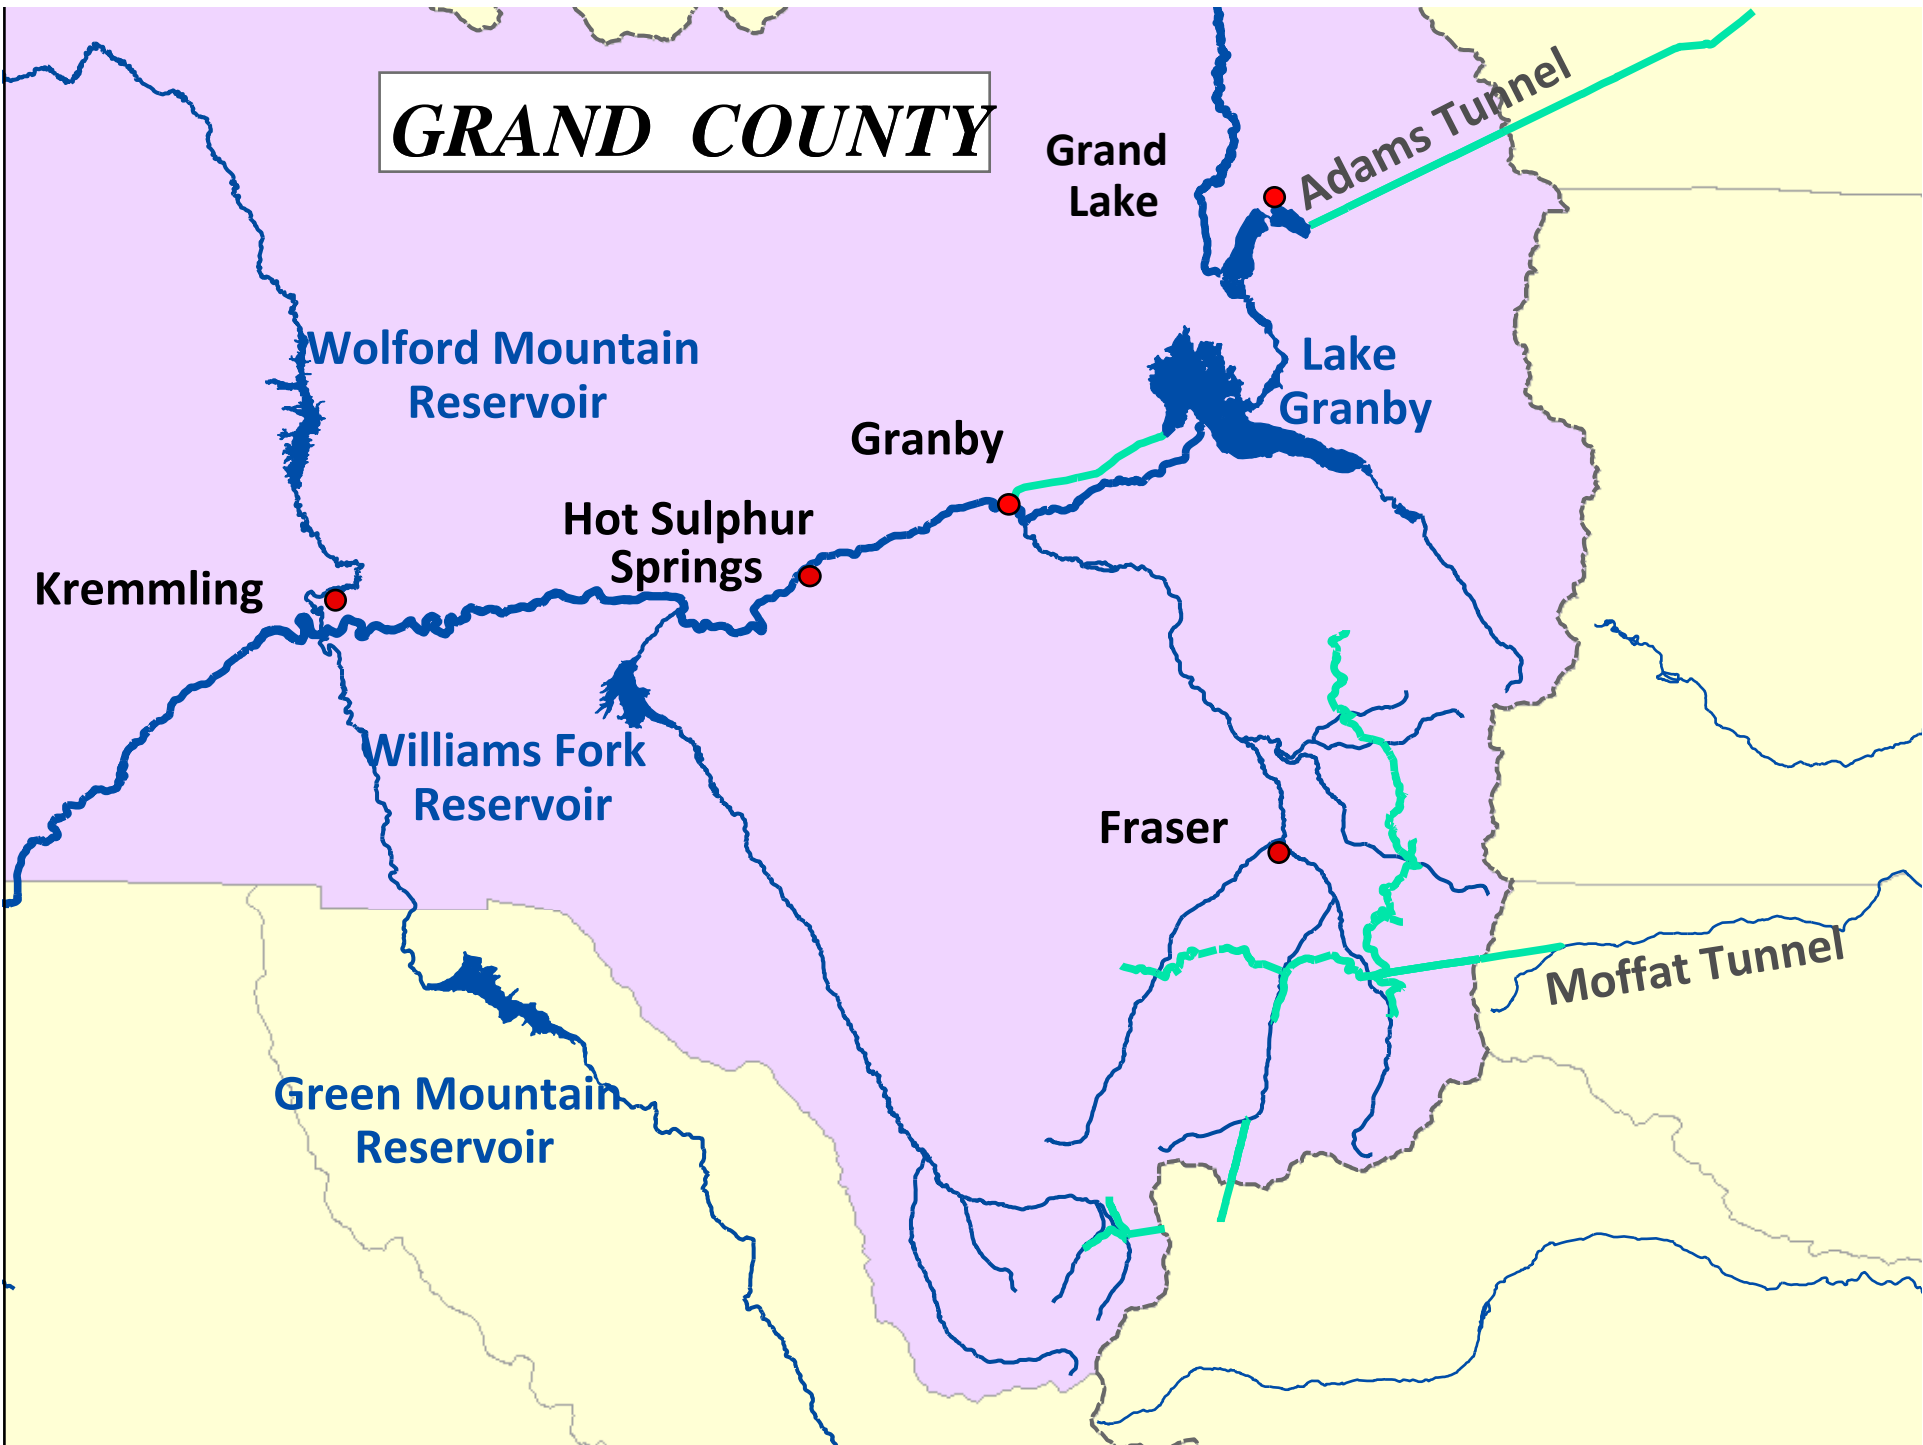 GRAND COUNTY
Grand
Lake
Adams Tunnel
Wolford Mountain
Reservoir
Lake
Granby
Granby
Hot Sulphur
Springs
Kremmling
Williams Fork
Reservoir
Fraser
Moffat Tunnel
Green Mountain
Reservoir